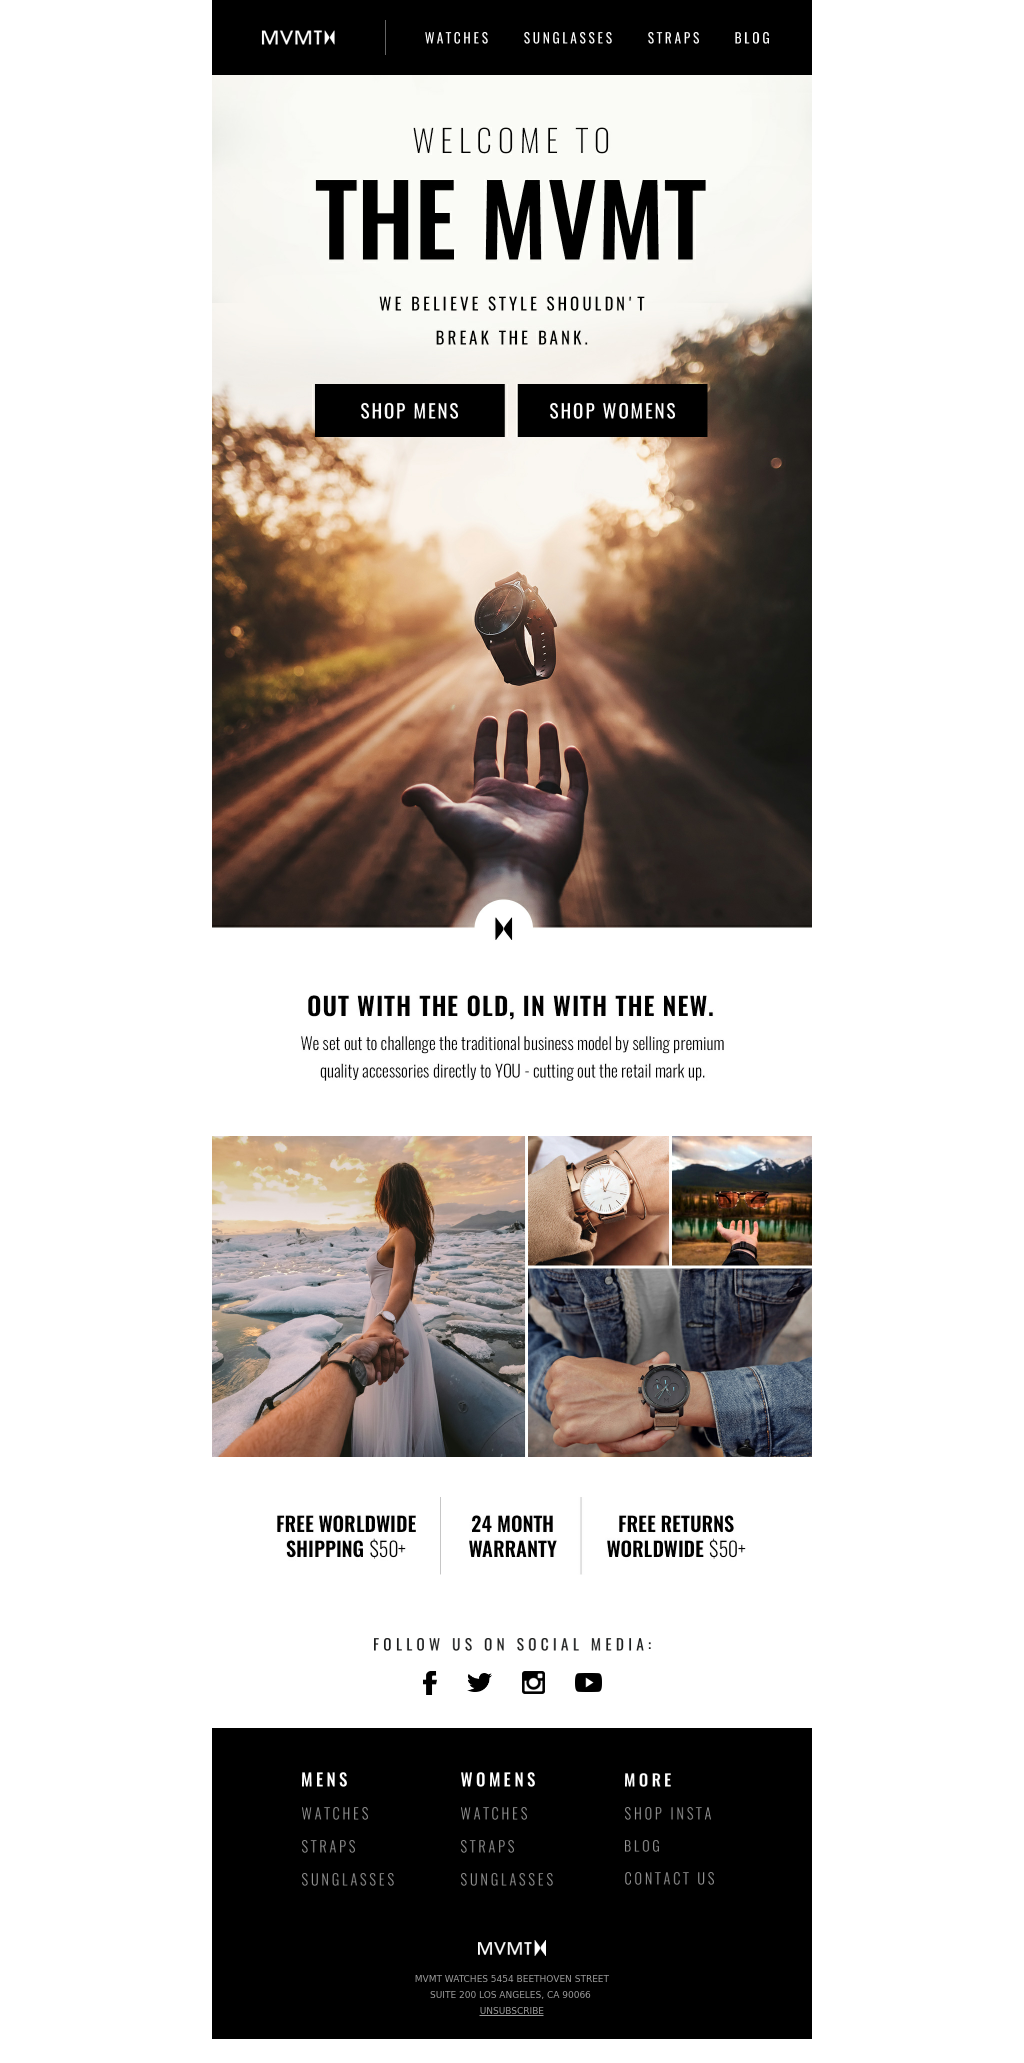 MVMT
WATCHES SUNGLASSES STRAPS BLOG
WELCOME TO
THE MVMT
WE BELIEVE STYLE SHOULDN'T
BREAK THE BANK.
SHOP MENS
SHOP WOMENS
OUT WITH THE OLD, IN WITH THE NEW.
We set out to challenge the traditional business model by selling premium
quality accessories directly to YOU - cutting out the retail mark up.
FREE WORLDWIDE
SHIPPING $50+
24 MONTH
WARRANTY
FREE RETURNS
WORLDWIDE $50+
FOLLOW US ON SOCIAL MEDIA:
MENS
WATCHES
STRAPS
SUNGLASSES
WOMENS
WATCHES
STRAPS
SUNGLASSES
MORE
SHOP INSTA
BLOG
CONTACT US
MVMT
MVMT WATCHES 5454 BEETHOVEN STREET
SUITE 200 LOS ANGELES, CA 90066
UNSUBSCRIBE